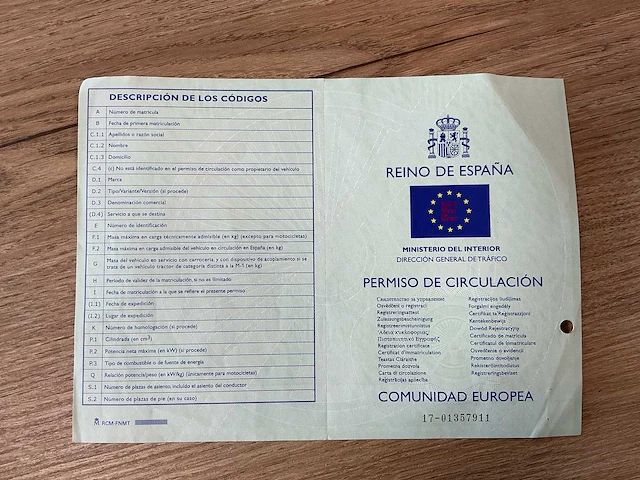 DESCRIPCIÓN DE LOS CÓDIGOS
A Número de matrícula
B Fecha de primera matriculación
C.1.1 Apellidos o razón social
C.1.2 Nombre
C.1.3 Domicilio
C.4 (c) No está identificado en el permiso de circulación como propietario del vehículo
D.1 Marca
D.2 Tipo/Variante/Versión (si procede)
D.3 Denominación comercial
(D.4) Servicio a que se destina
E Número de identificación
F.1 Masa máxima en carga técnicamente admisible (en kg) (excepto para motocicletas)
F.2 Masa máxima en carga admisible del vehículo en circulación en España (en kg)
G Masa del vehículo en servicio con carrocería, y con dispositivo de acoplamiento si se
trata de un vehículo tractor de categoría distinta a la M-1 (en kg)
H Período de validez de la matriculación, si no es ilimitado
I Fecha de matriculación a la que se refiere el presente permiso
(I.1) Fecha de expedición
(I.2) Lugar de expedición
K Número de homologación (si procede)
P.1 Cilindrada (en cm³)
P.2 Potencia neta máxima (en kW) (si procede)
P.3 Tipo de combustible o de fuente de energía
Q Relación potencia/peso (en kW/kg) (únicamente para motocicletas)
S.1 Número de plazas de asiento, incluido el asiento del conductor
S.2 Número de plazas de pie (en su caso)
RCM-FNMT
REINO DE ESPAÑA
MINISTERIO DEL INTERIOR
DIRECCIÓN GENERAL DE TRÁFICO
PERMISO DE CIRCULACIÓN
Osvědčení o registraci
Registreringsattest
Zulassungsbescheinigung
Registreerimistunnistus
Registration certificate
Certificat d'immatriculation
Teastas Cláraithe
Prometna dozvola
Carta di circolazione
Reģistrācijas apliecība
Registracijos liudijimas
Forgalmi engedély
Ċertifikat ta' Reġistrazzjoni
Kentekenbewijs
Dowód Rejestracyjny
Certificado de matrícula
Certificatul de înmatriculare
Osvedčenie o evidencii
Prometno dovoljenje
Rekisteröintitodistus
Registreringsbeviset
COMUNIDAD EUROPEA
17-01357911